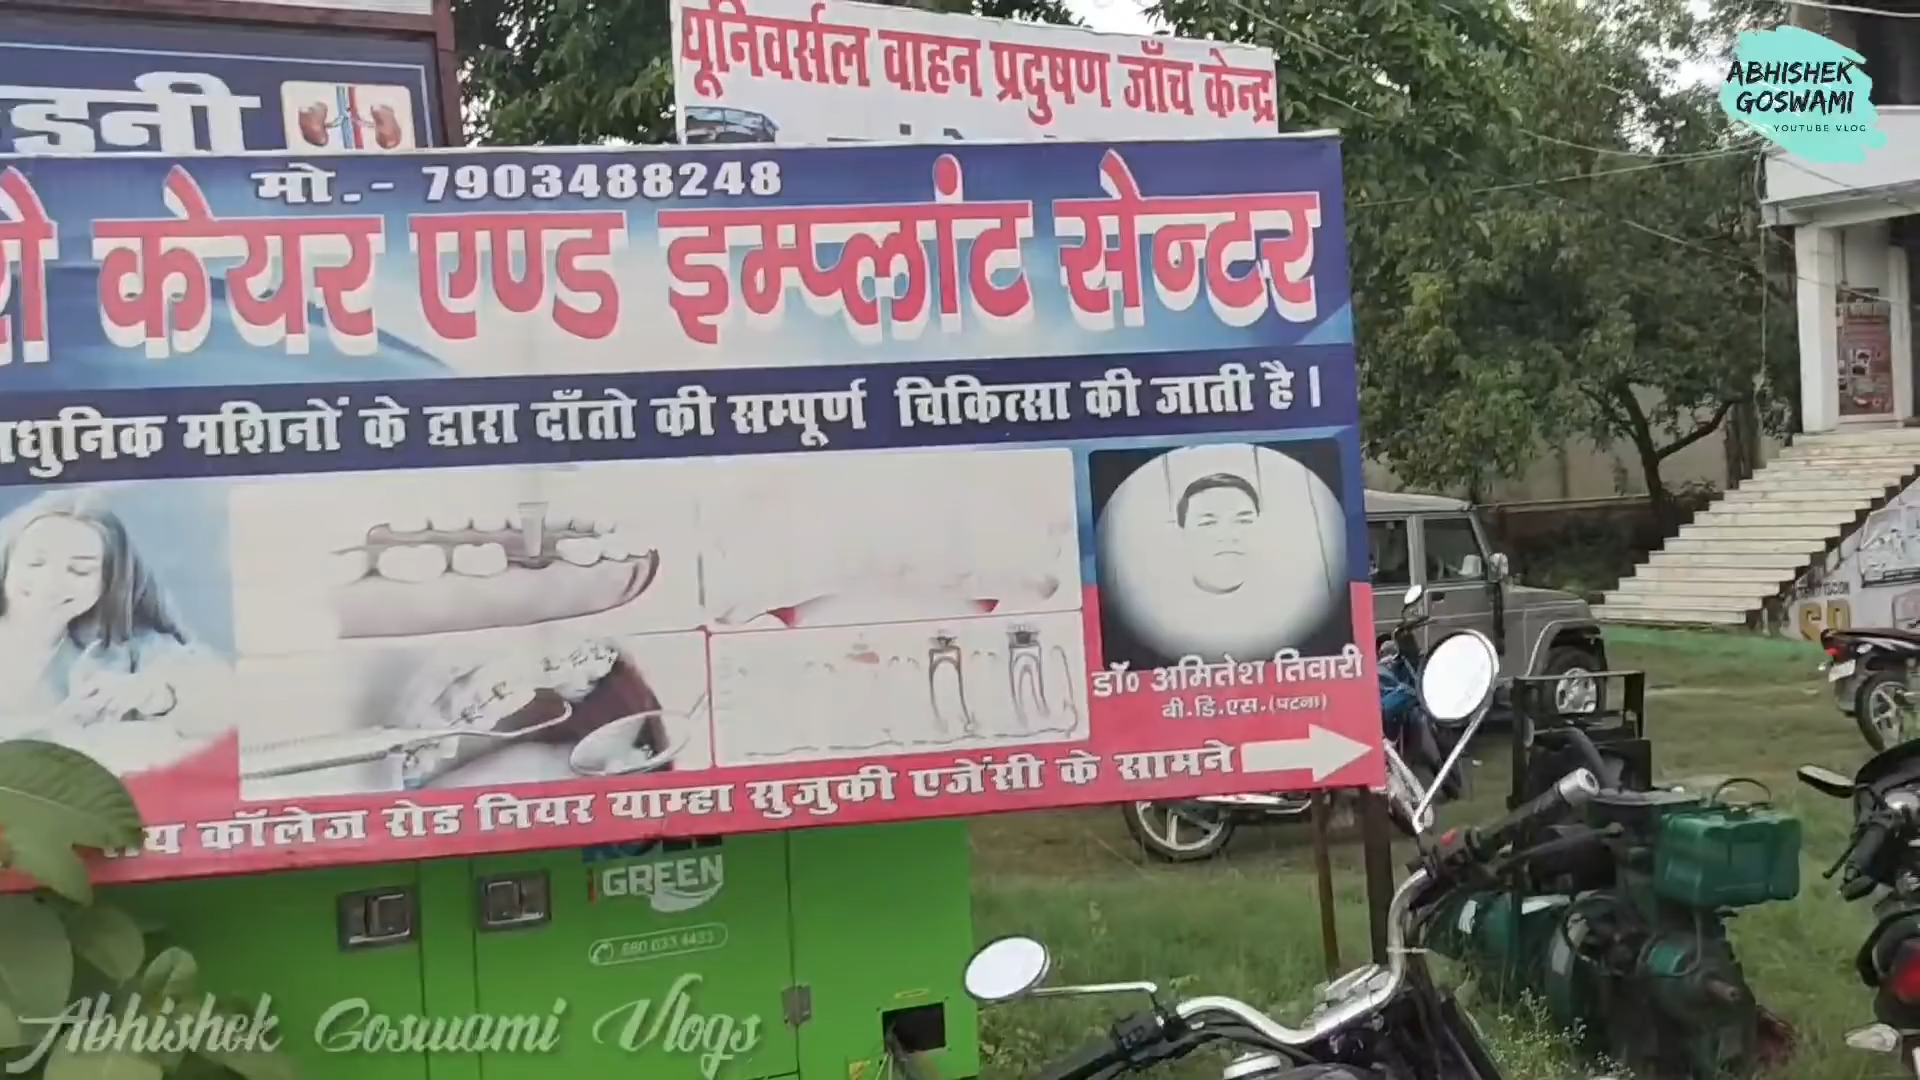 यूनिवर्सल वाहन प्रदुषण जाँच केन्द्र
ABHISHEK
GOSWAMI
YOUTUBE VLOG
मो.- 7903488248
केयर एण्ड इम्प्लांट सेन्टर
मशिनों के द्वारा दाँतो की सम्पूर्ण चिकित्सा की जाती है।
डॉ० अमितेश तिवारी
बी.डि.एस.(पटना)
कॉलेज रोड नियर याम्हा सुजुकी एजेंसी के सामने
GREEN
Abhishek Goswami Vlogs